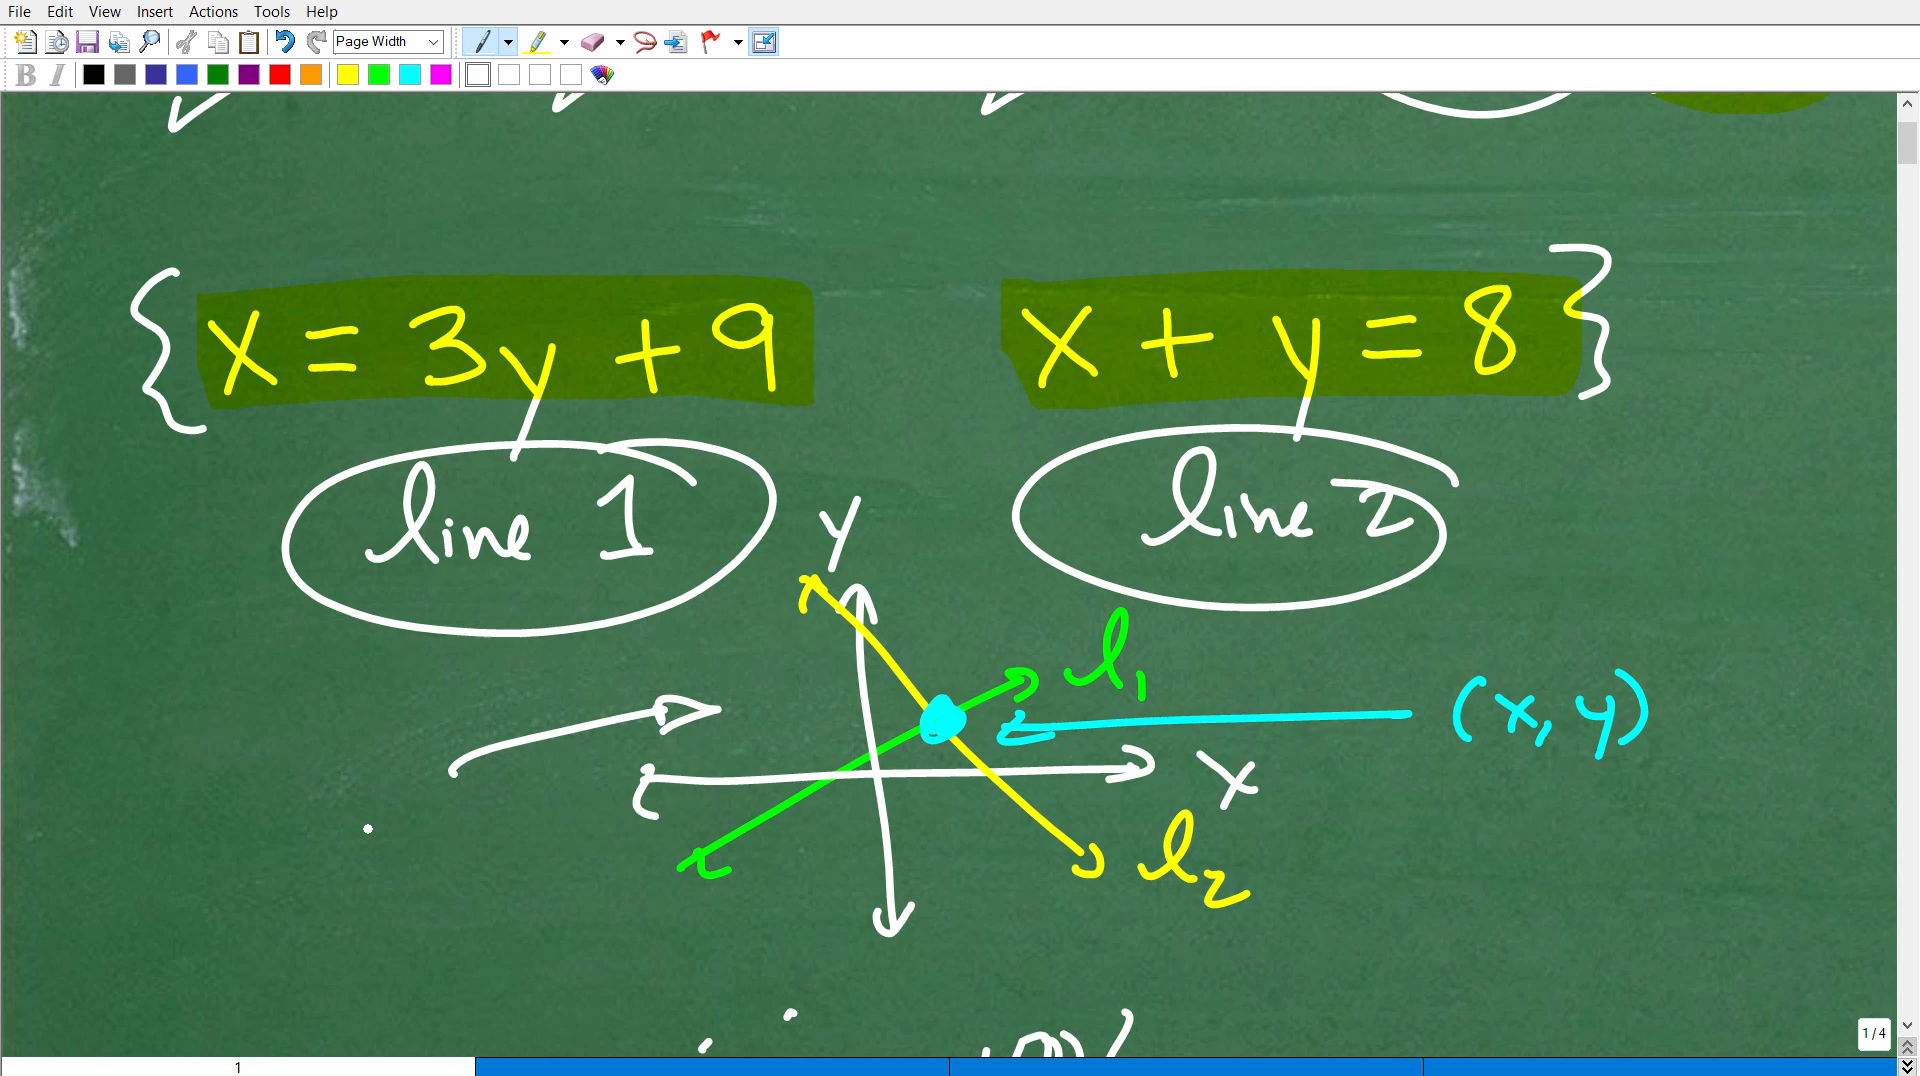 File Edit View Insert Actions Tools Help
Page Width
B I
{ x = 3y + 9 x + y = 8 }
line 1 line 2
y
l₁
(x, y)
x
l₂
1 / 4
1